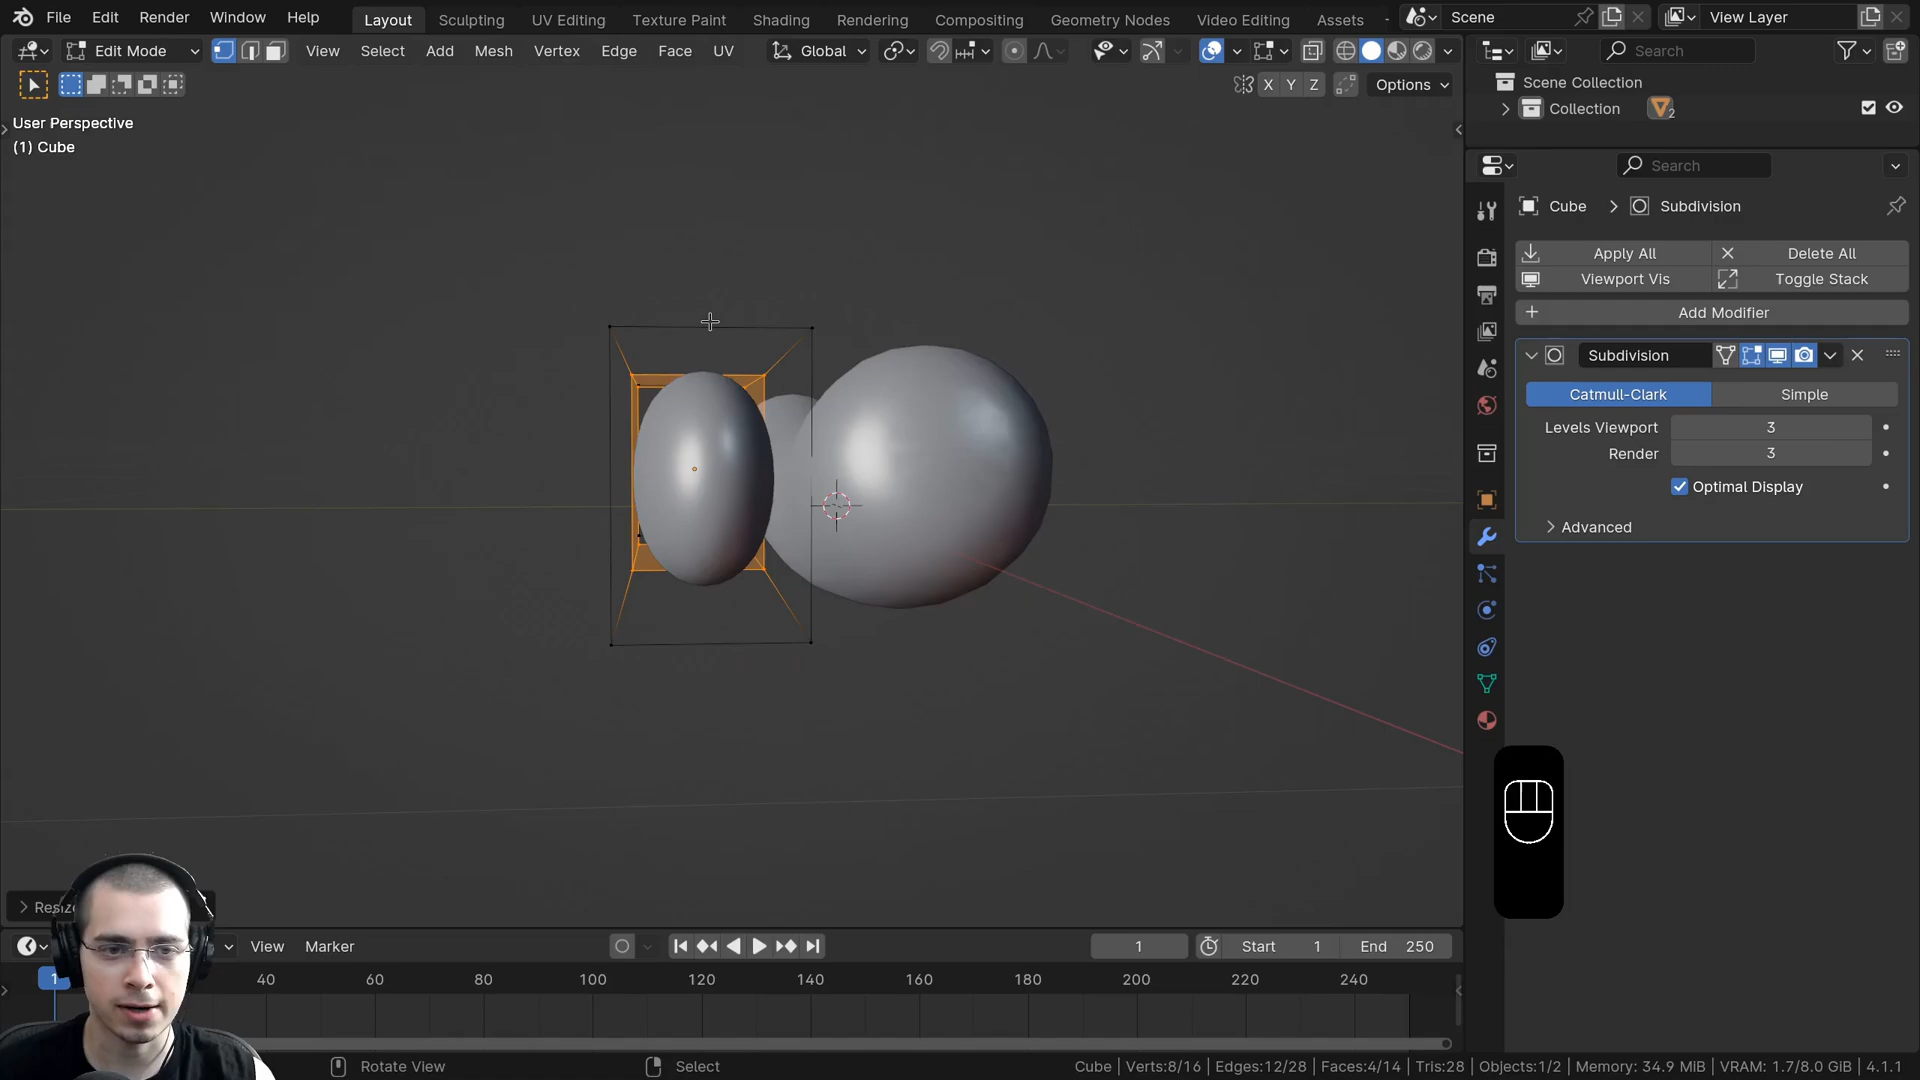 File Edit Render Window Help Layout Sculpting UV Editing Texture Paint Shading Rendering Compositing Geometry Nodes Video Editing Assets Scene View Layer
Edit Mode View Select Add Mesh Vertex Edge Face UV Global Search
X Y Z Options
Scene Collection
Collection 2
User Perspective
(1) Cube
Search
Cube > Subdivision
Apply All Delete All
Viewport Vis Toggle Stack
Add Modifier
Subdivision
Catmull-Clark Simple
Levels Viewport 3
Render 3
Optimal Display
Advanced
View Marker 1 Start 1 End 250
1 40 60 80 100 120 140 160 180 200 220 240
Rotate View Select Cube | Verts:8/16 | Edges:12/28 | Faces:4/14 | Tris:28 | Objects:1/2 | Memory: 34.9 MiB | VRAM: 1.7/8.0 GiB | 4.1.1